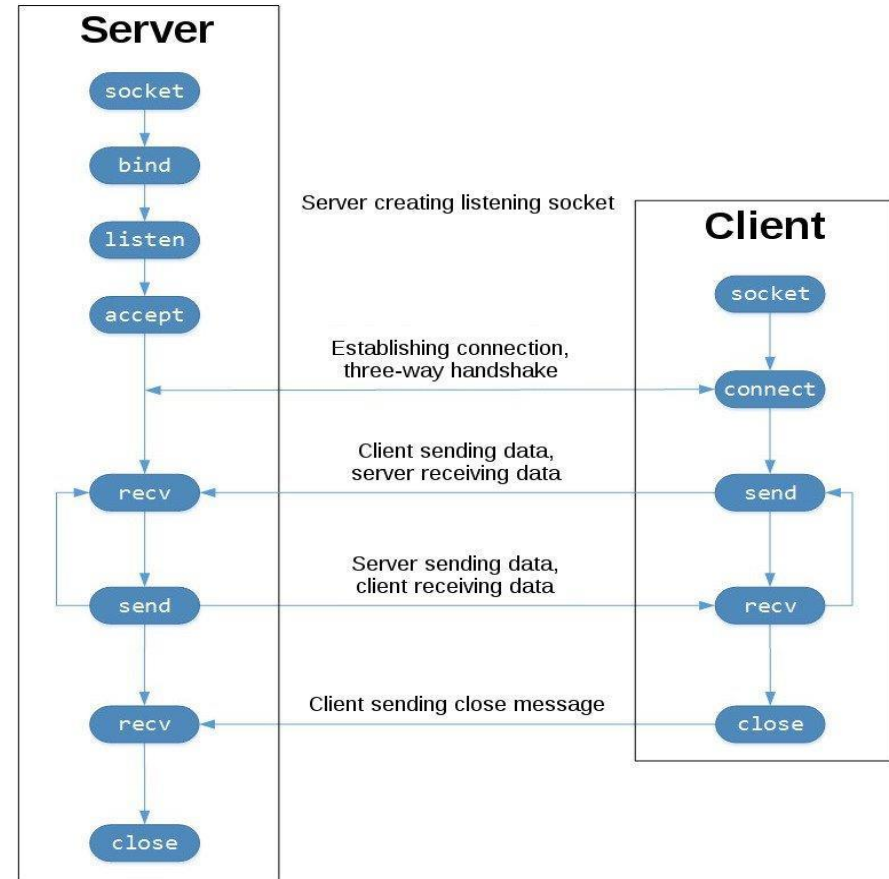 Server
socket
bind
listen
accept
recv
send
recv
close
Server creating listening socket
Establishing connection,
three-way handshake
Client sending data,
server receiving data
Server sending data,
client receiving data
Client sending close message
Client
socket
connect
send
recv
close